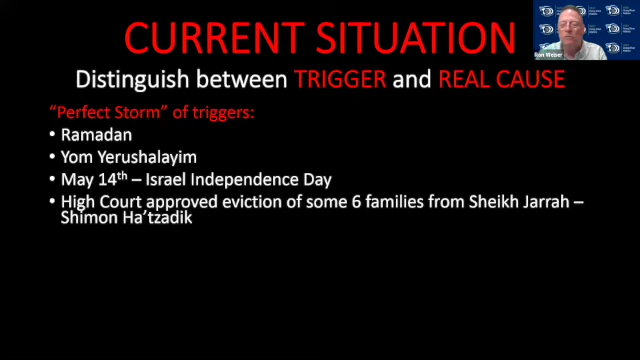 CURRENT SITUATION
Ron Weiser
Distinguish between TRIGGER and REAL CAUSE
"Perfect Storm" of triggers:
• Ramadan
• Yom Yerushalayim
• May 14th – Israel Independence Day
• High Court approved eviction of some 6 families from Sheikh Jarrah –
Shimon Ha'tzadik